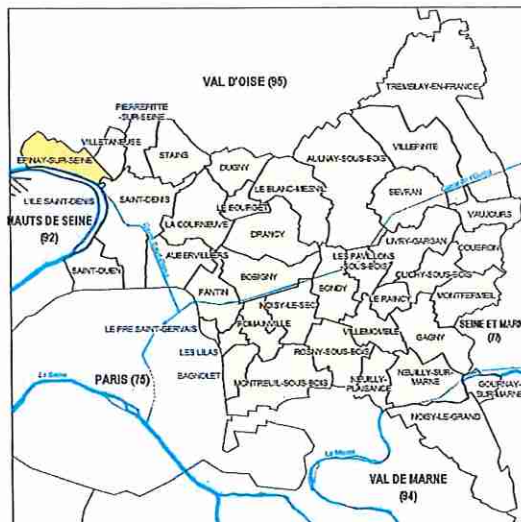 VAL D'OISE (95)
TREMBLAY-EN-FRANCE
PIERREFITTE
-SUR-SEINE
VILLETANEUSE
EPINAY-SUR-SEINE
STAINS
DUGNY
AULNAY-SOUS-BOIS
VILLEPINTE
LE BLANC-MESNIL
SEVRAN
L'ILE SAINT-DENIS
SAINT-DENIS
LE BOURGET
VAUJOURS
HAUTS DE SEINE
(92)
LA COURNEUVE
DRANCY
LIVRY-GARGAN
COUBRON
SAINT-OUEN
AUBERVILLIERS
LES PAVILLONS
-SOUS-BOIS
CLICHY-SOUS-BOIS
BOBIGNY
BONDY
PANTIN
LE RAINCY
MONTFERMEIL
NOISY-LE-SEC
LE PRE SAINT-GERVAIS
ROMAINVILLE
VILLEMOMBLE
GAGNY
SEINE ET MARNE
(77)
LES LILAS
ROSNY-SOUS-BOIS
PARIS (75)
BAGNOLET
MONTREUIL-SOUS-BOIS
NEUILLY-
PLAISANCE
NEUILLY-SUR-
MARNE
GOURNAY-
SUR-MARNE
La Seine
NOISY-LE-GRAND
La Marne
VAL DE MARNE
(94)